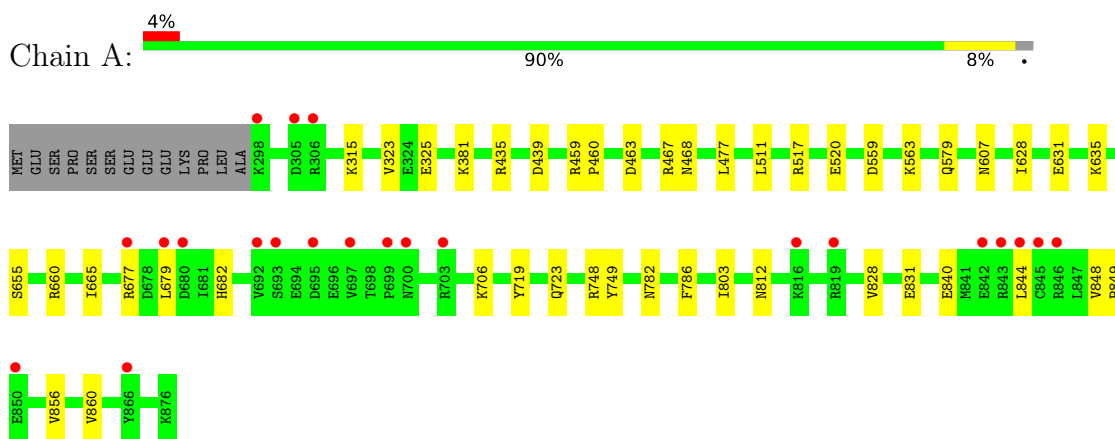 4%
Chain A:
90% 8% •
MET GLU SER PRO SER SER GLU GLU GLU LYS PRO LEU ALA K298 D305 R306 K315 V323 E324 E325 K381 R435 D439 R459 P460 D463 R467 N468 L477 L511 R517 E520 D559 K563 Q579 N607 I628 E631 K635
S655 R660 I665 R677 D678 L679 D680 I681 H682 V692 S693 E694 D695 E696 V697 T698 P699 N700 R703 K706 Y719 Q723 R748 Y749 N782 F786 I803 N812 K816 R819 V828 E831 E840 M841 E842 R843 L844 C845 R846 L847 V848
E850 V856 V860 Y866 K876